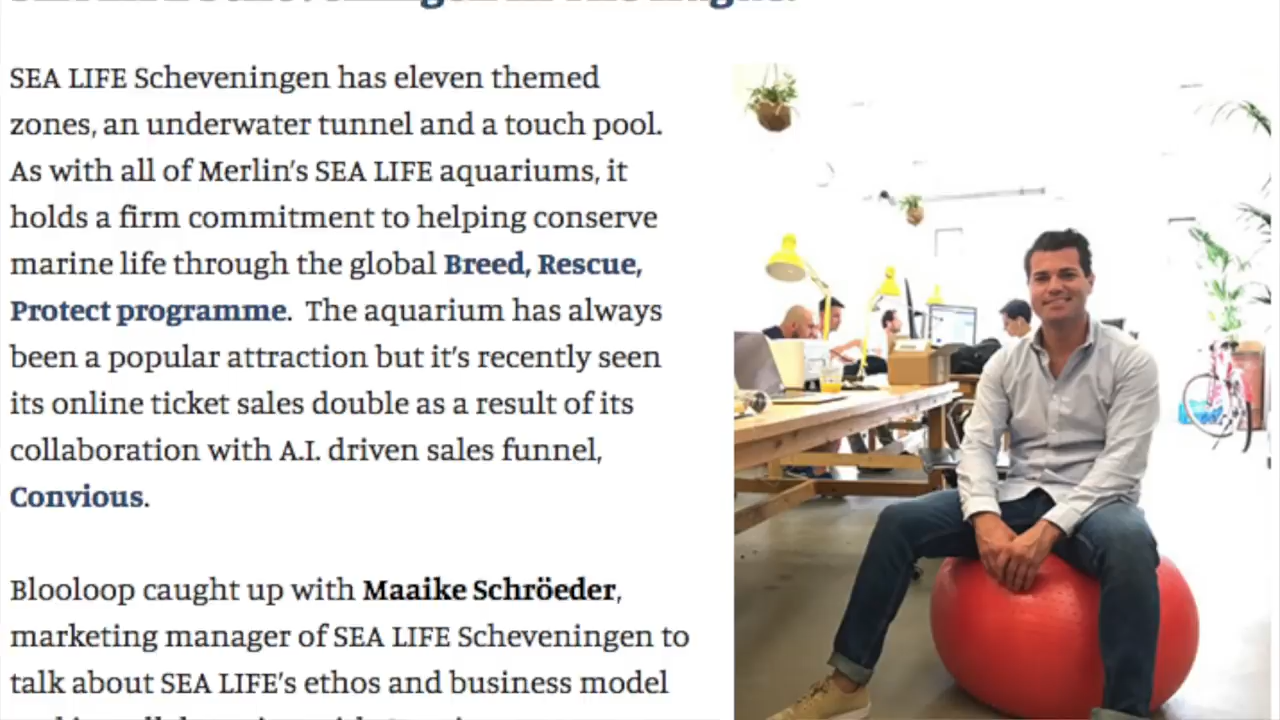 SEA LIFE Scheveningen has eleven themed
zones, an underwater tunnel and a touch pool.
As with all of Merlin's SEA LIFE aquariums, it
holds a firm commitment to helping conserve
marine life through the global Breed, Rescue,
Protect programme.  The aquarium has always
been a popular attraction but it's recently seen
its online ticket sales double as a result of its
collaboration with A.I. driven sales funnel,
Convious.
Blooloop caught up with Maaike Schröeder,
marketing manager of SEA LIFE Scheveningen to
talk about SEA LIFE's ethos and business model